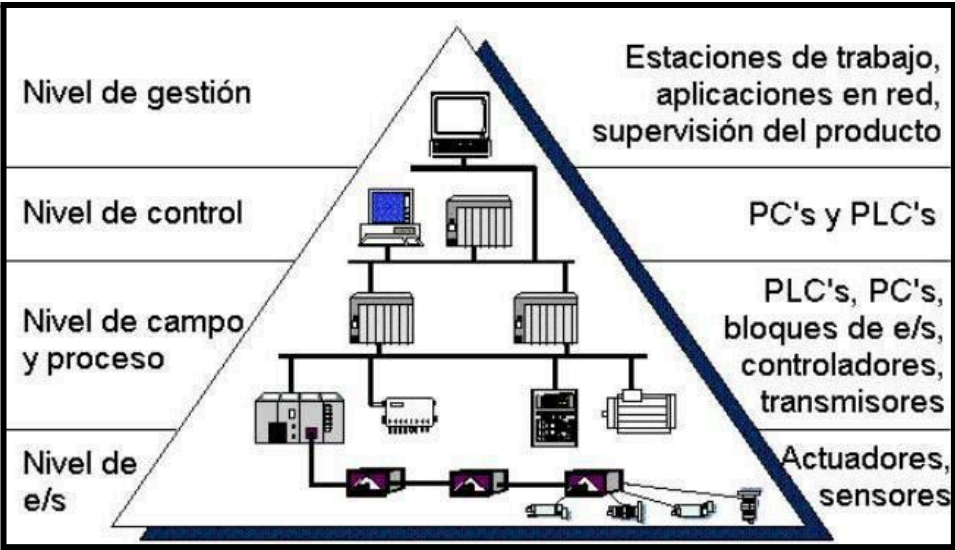 Nivel de gestión
Estaciones de trabajo,
aplicaciones en red,
supervisión del producto
Nivel de control
PC's y PLC's
Nivel de campo
y proceso
PLC's, PC's,
bloques de e/s,
controladores,
transmisores
Nivel de
e/s
Actuadores,
sensores